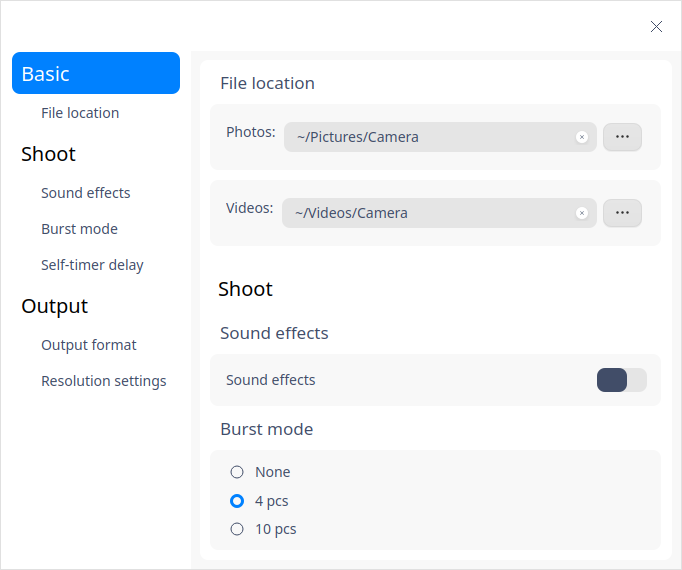 Basic
File location
Shoot
Sound effects
Burst mode
Self-timer delay
Output
Output format
Resolution settings
File location
Photos: ~/Pictures/Camera
Videos: ~/Videos/Camera
Shoot
Sound effects
Sound effects
Burst mode
None
4 pcs
10 pcs